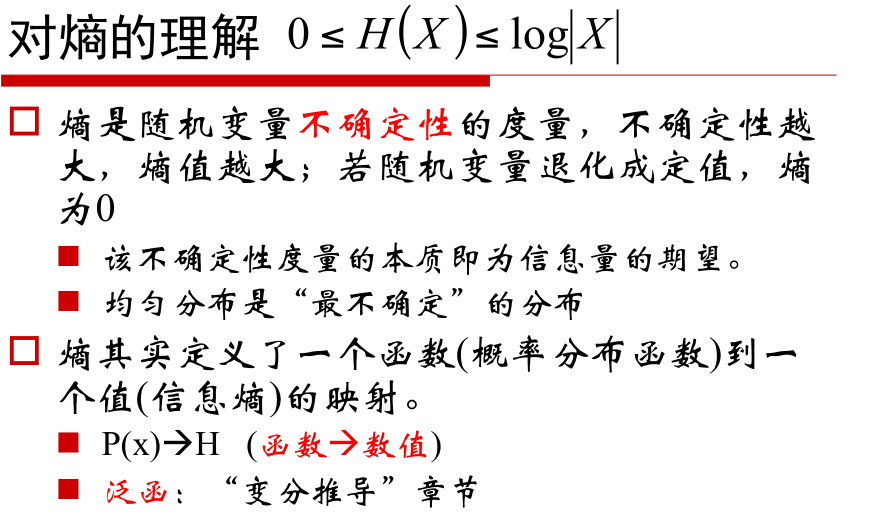 对熵的理解 0 ≤ H(X) ≤ log|X|
熵是随机变量不确定性的度量，不确定性越
大，熵值越大；若随机变量退化成定值，熵
为0
该不确定性度量的本质即为信息量的期望。
均匀分布是“最不确定”的分布
熵其实定义了一个函数(概率分布函数)到一
个值(信息熵)的映射。
P(x)→H (函数→数值)
泛函：“变分推导”章节